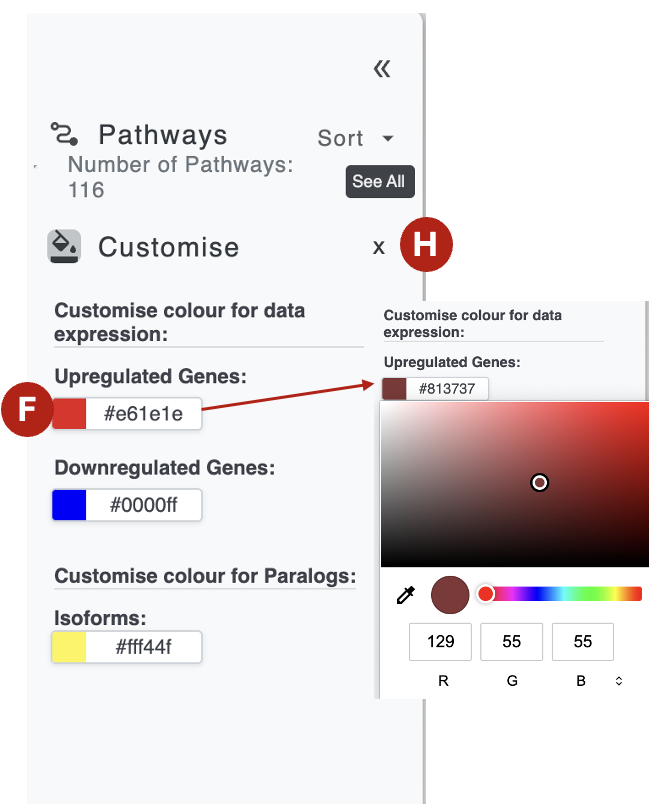 «
Pathways
Sort
Number of Pathways:
116
See All
Customise
x
H
Customise colour for data
expression:
Upregulated Genes:
F
#e61e1e
Downregulated Genes:
#0000ff
Customise colour for Paralogs:
Isoforms:
#fff44f
Customise colour for data
expression:
Upregulated Genes:
#813737
129
55
55
R
G
B